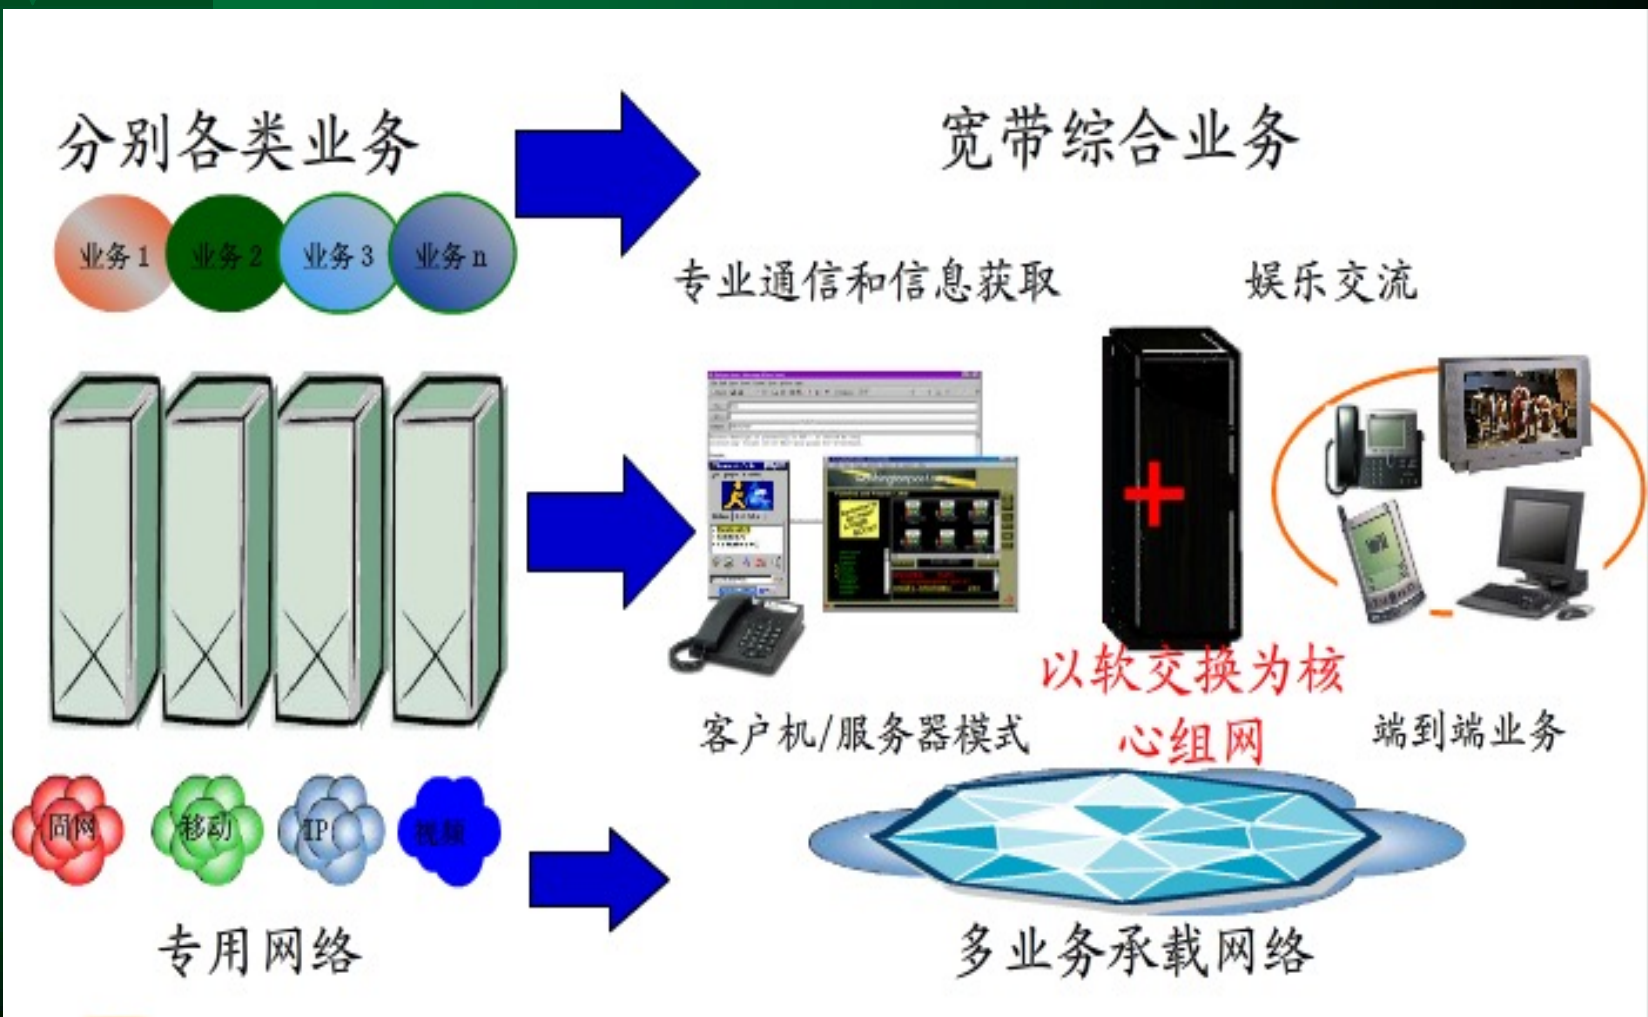 分别各类业务
宽带综合业务
业务1
业务2
业务3
业务n
专业通信和信息获取
娱乐交流
以软交换为核
心组网
客户机/服务器模式
端到端业务
固网
移动
IP
视频
专用网络
多业务承载网络